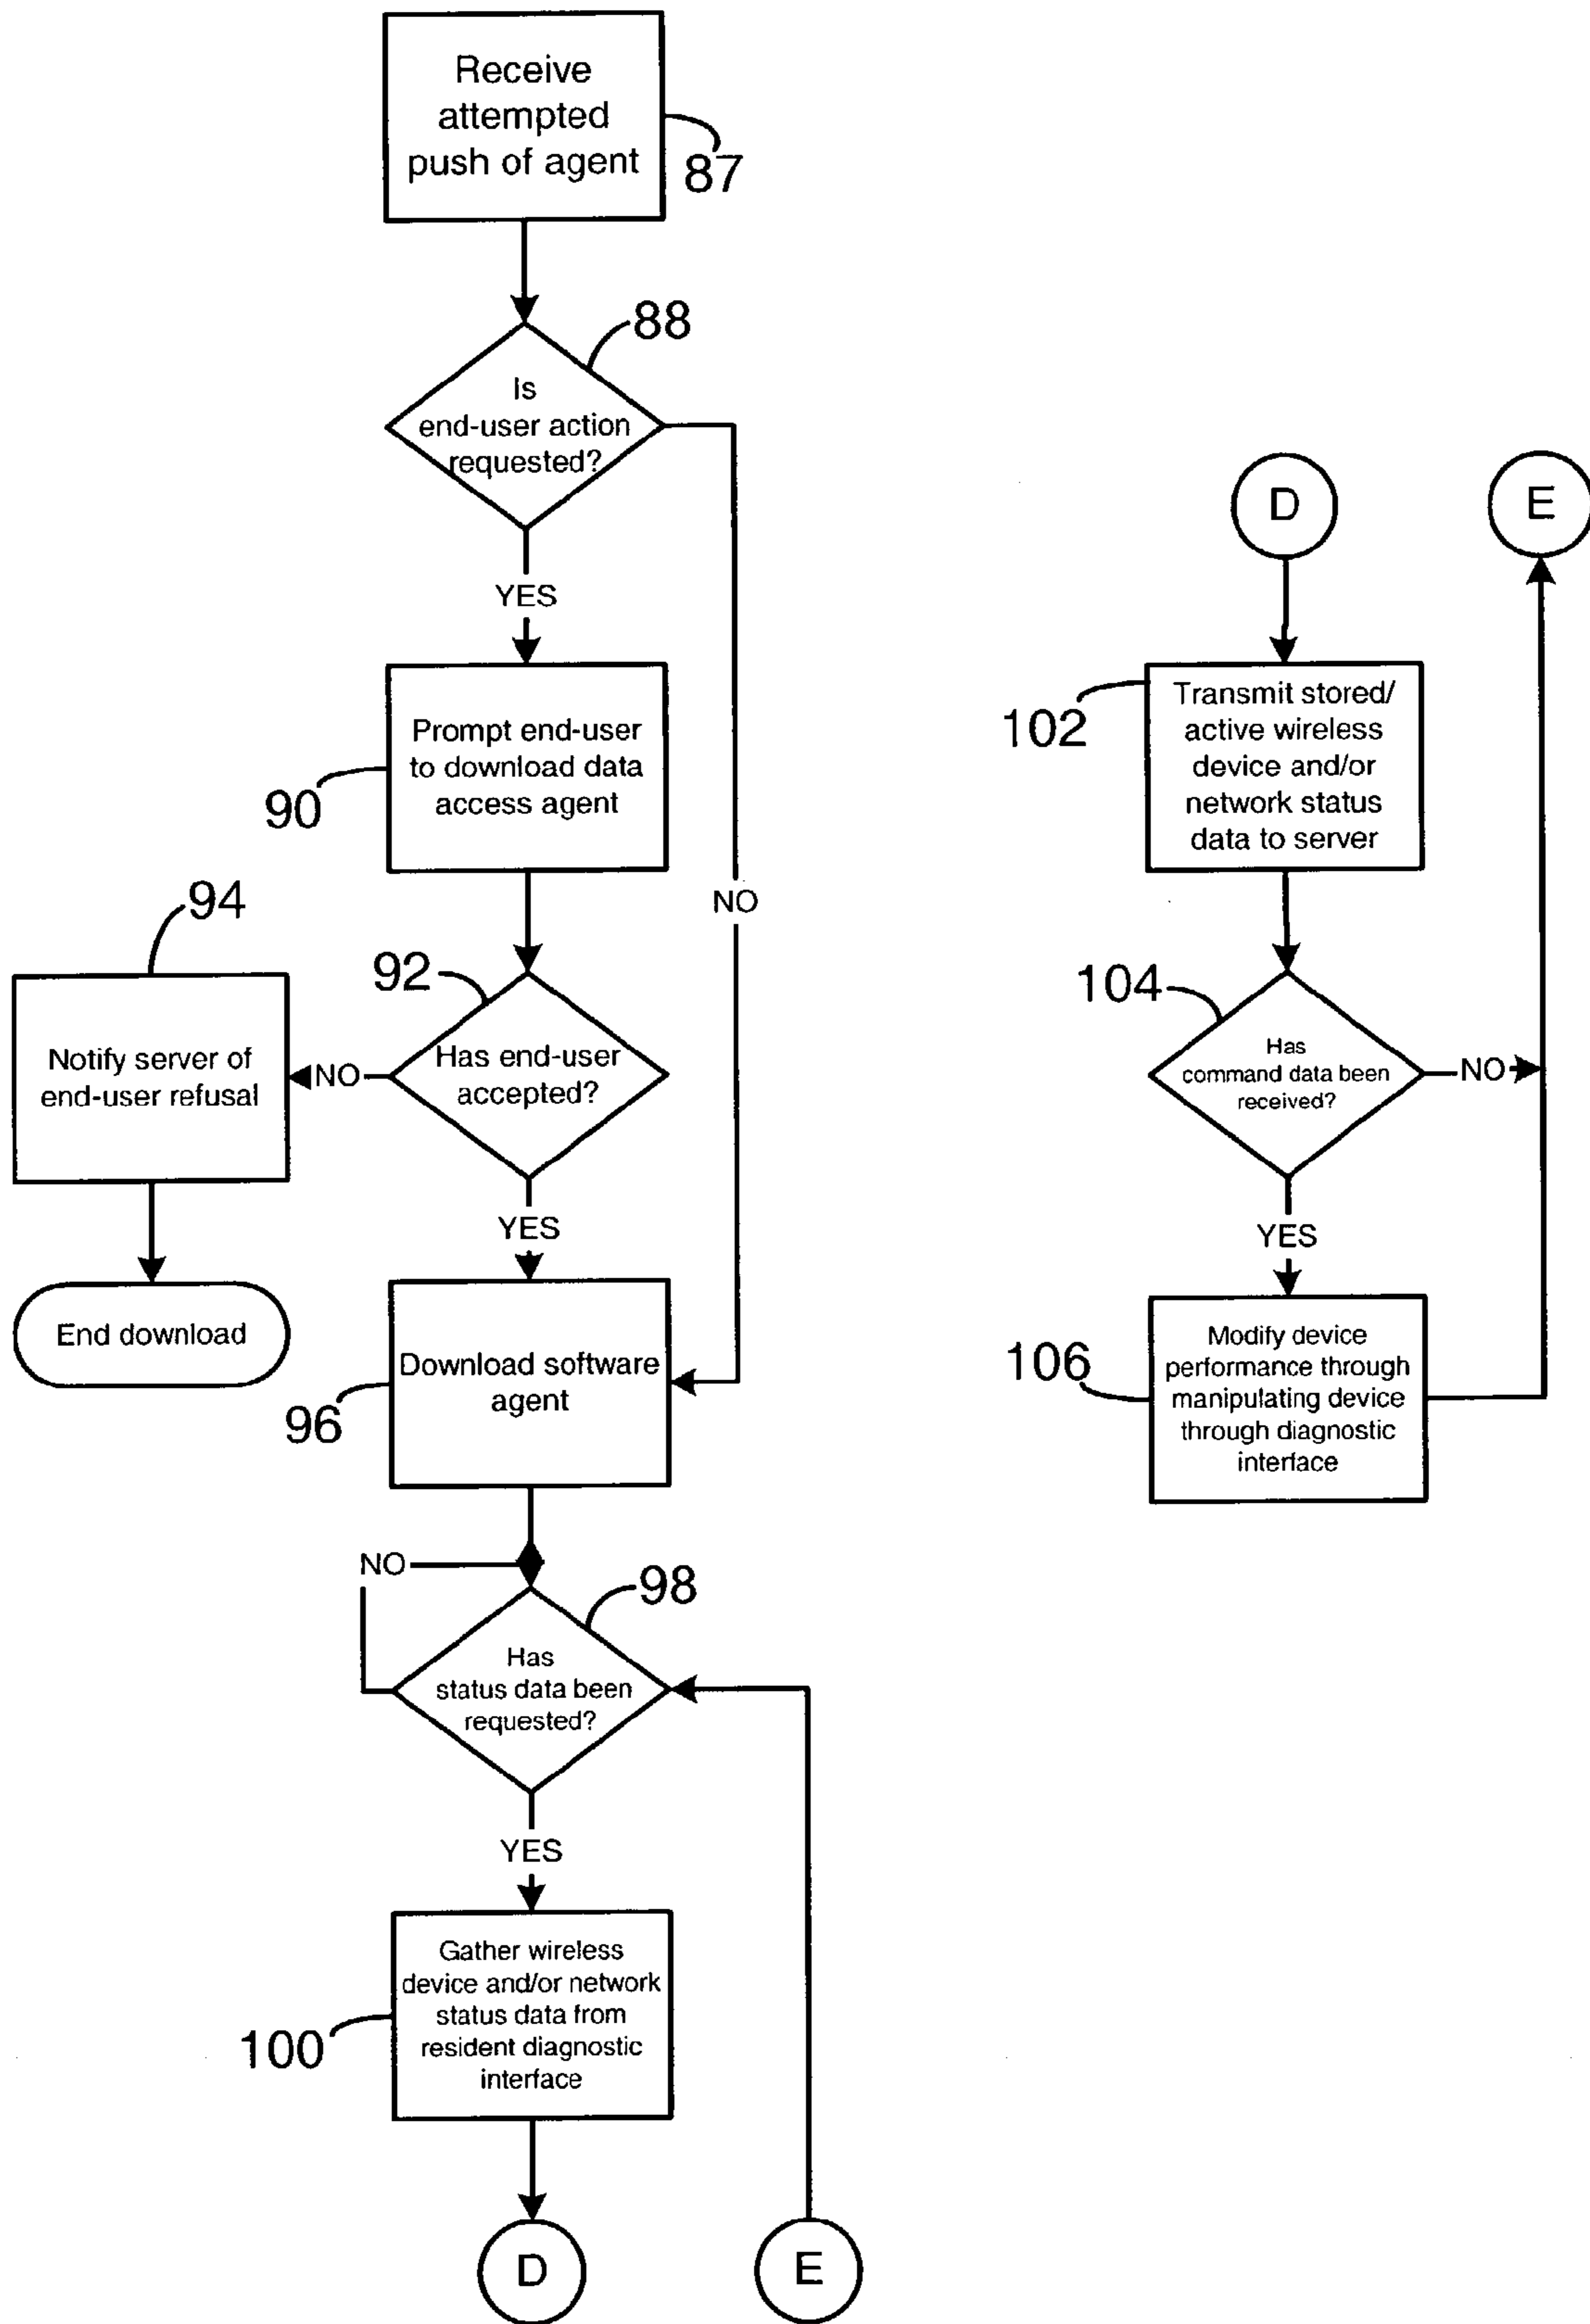 Receive
attempted
push of agent
87
88
Is
end-user action
requested?
YES
NO
Prompt end-user
to download data
access agent
90
94
92
Has end-user
accepted?
NO
Notify server of
end-user refusal
YES
End download
Download software
agent
96
NO
98
Has
status data been
requested?
YES
Gather wireless
device and/or network
status data from
resident diagnostic
interface
100
D
E
D
E
Transmit stored/
active wireless
device and/or
network status
data to server
102
104
Has
command data been
received?
NO
YES
Modify device
performance through
manipulating device
through diagnostic
interface
106